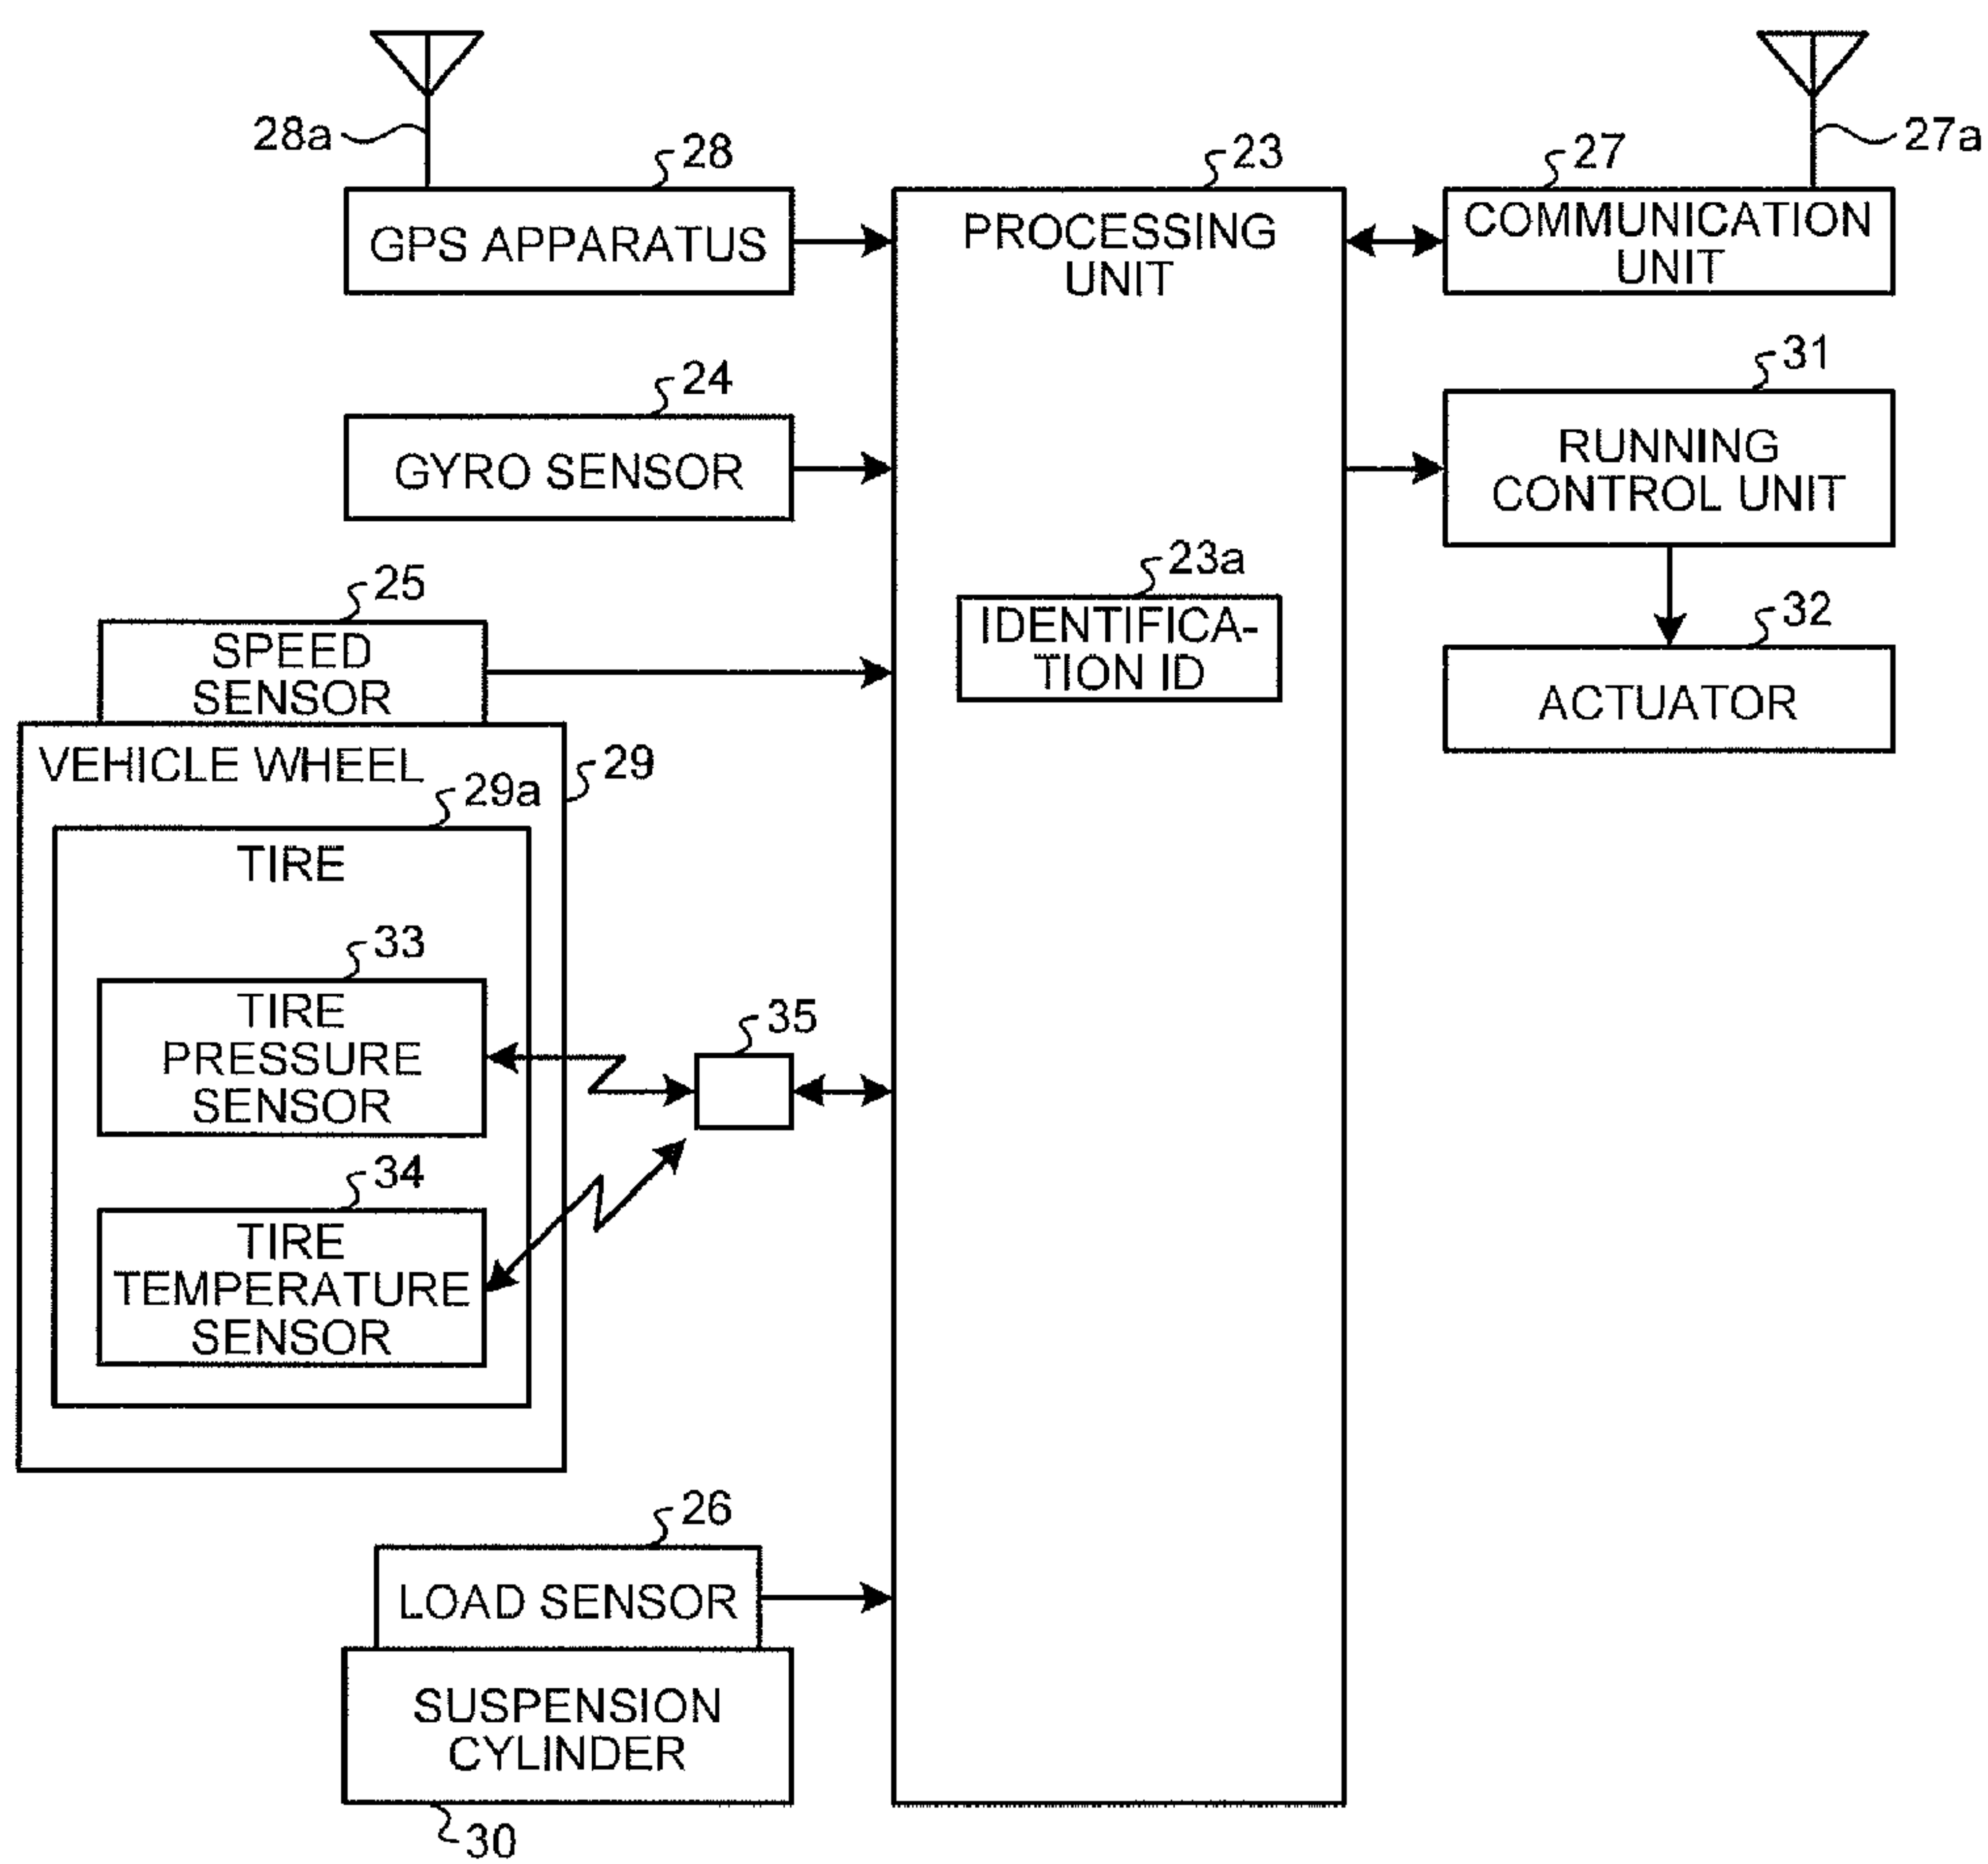 28a
28
GPS APPARATUS
23
PROCESSING
UNIT
27
27a
COMMUNICATION
UNIT
24
GYRO SENSOR
31
RUNNING
CONTROL UNIT
23a
IDENTIFICA-
TION ID
25
SPEED
SENSOR
32
ACTUATOR
VEHICLE WHEEL
29
29a
TIRE
33
TIRE
PRESSURE
SENSOR
35
34
TIRE
TEMPERATURE
SENSOR
26
LOAD SENSOR
SUSPENSION
CYLINDER
30